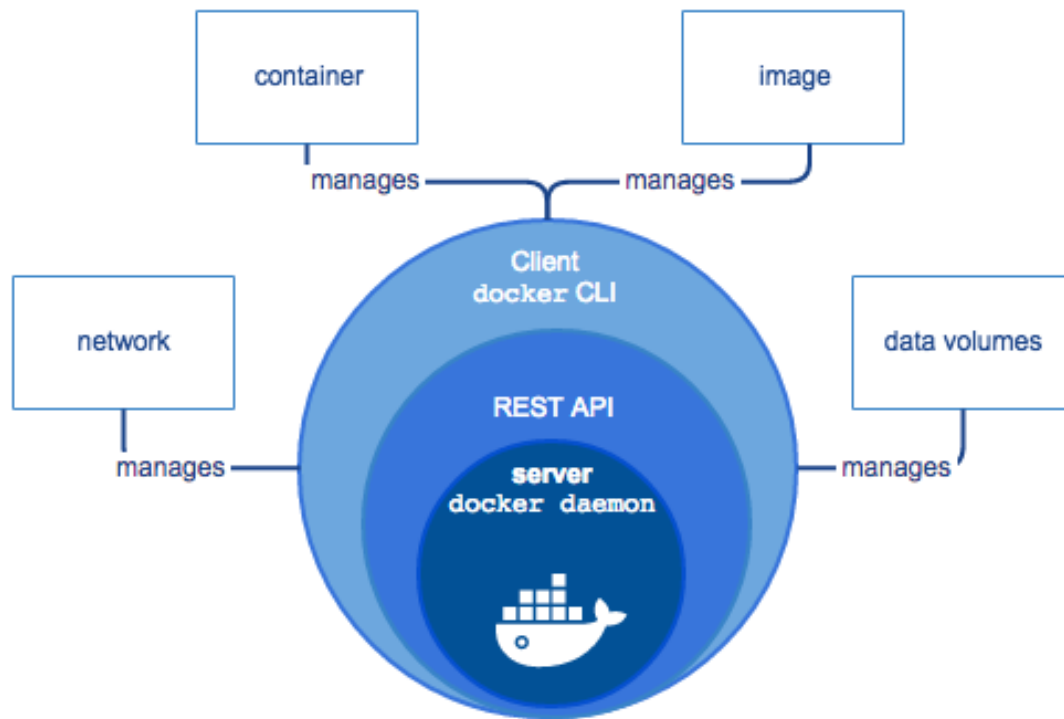 container
image
manages
manages
Client
docker CLI
network
data volumes
REST API
manages
manages
server
docker daemon